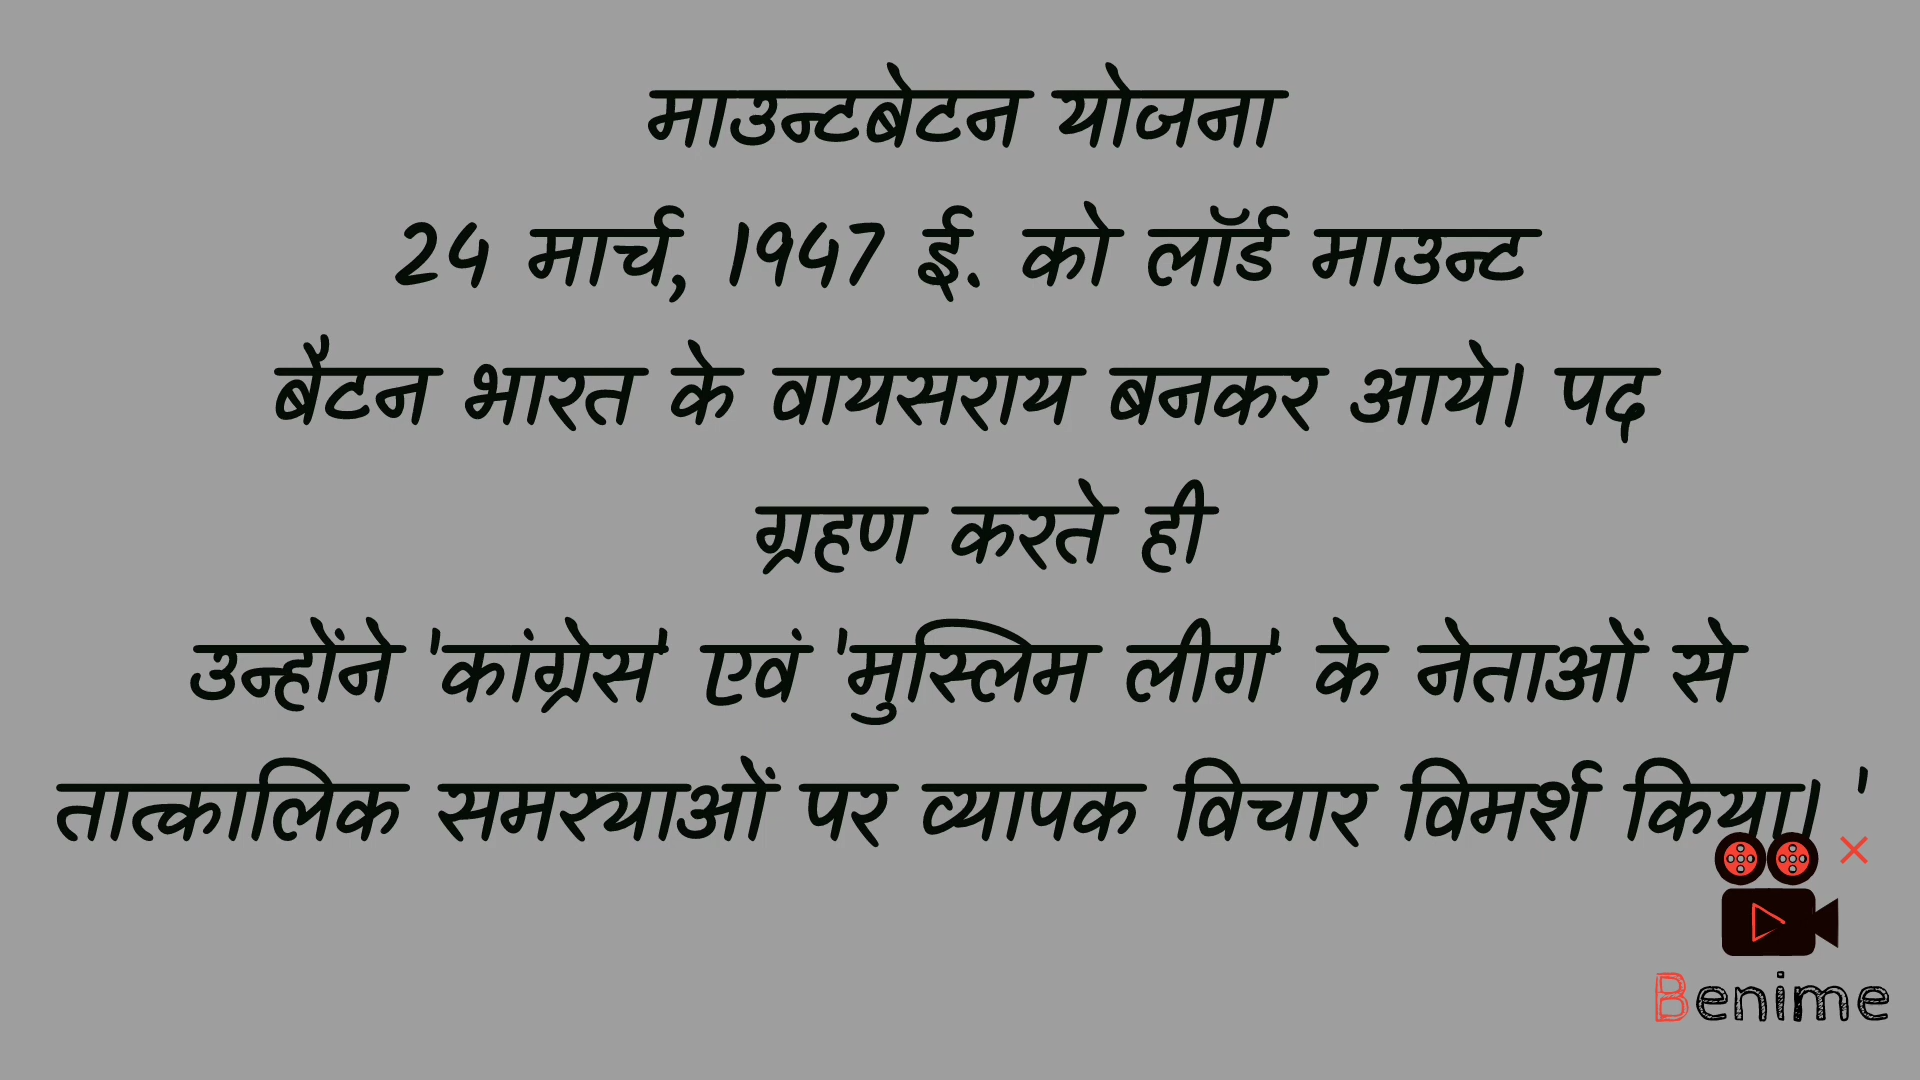 माउन्टबेटन योजना
24 मार्च, 1947 ई. को लॉर्ड माउन्ट
बैटन भारत के वायसराय बनकर आये। पद
ग्रहण करते ही
उन्होंने 'कांग्रेस' एवं 'मुस्लिम लीग' के नेताओं से
तात्कालिक समस्याओं पर व्यापक विचार विमर्श किया। '
Benime